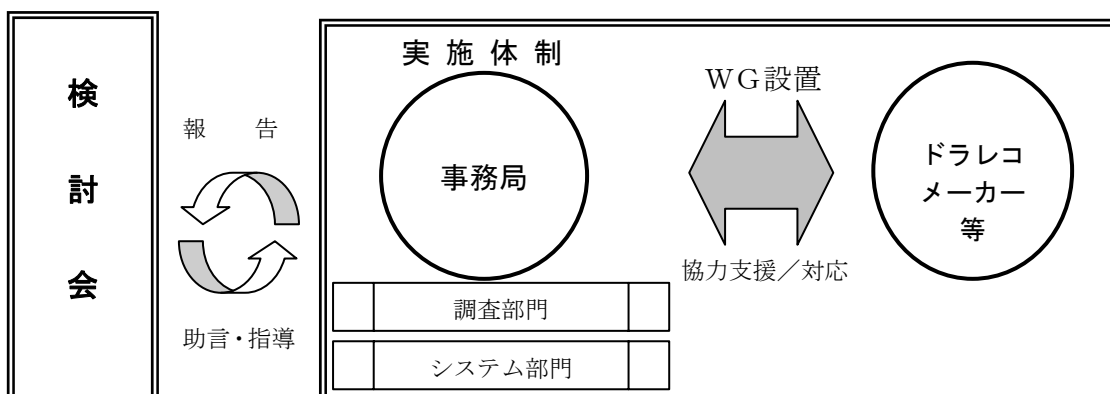 検討会
報告
助言・指導
実施体制
事務局
調査部門
システム部門
WG設置
協力支援/対応
ドラレコ
メーカー
等